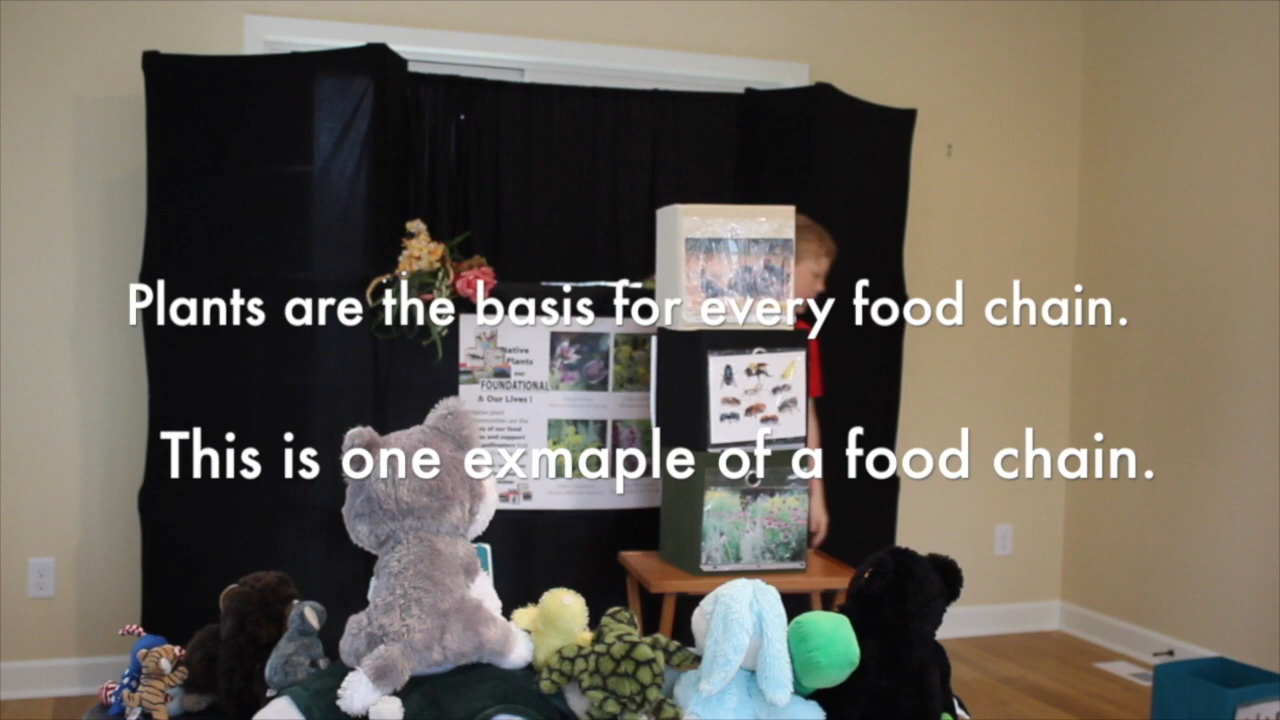 Plants are the basis for every food chain.
Native
Plants
FOUNDATIONAL
& Our Lives !
This is one exmaple of a food chain.